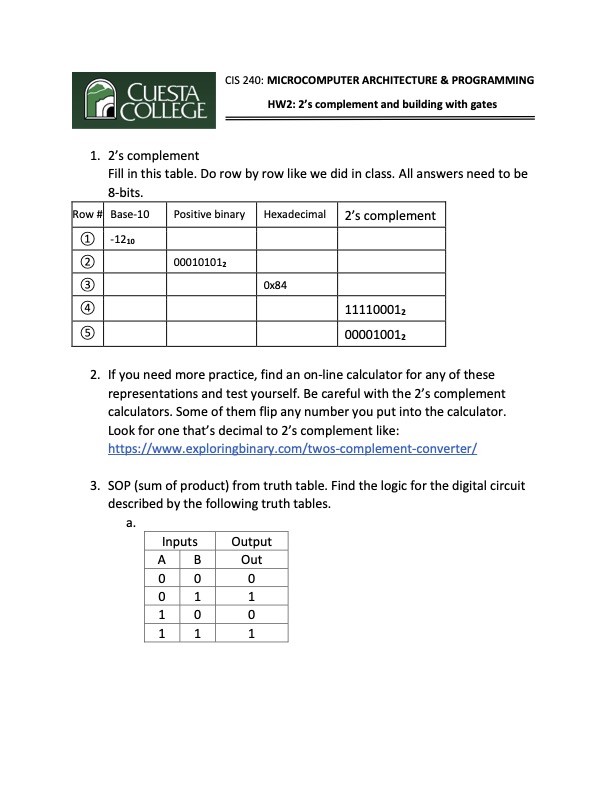 CUESTA
COLLEGE
CIS 240: MICROCOMPUTER ARCHITECTURE & PROGRAMMING
HW2: 2’s complement and building with gates
1. 2’s complement
Fill in this table. Do row by row like we did in class. All answers need to be
8-bits.
Row # Base-10 Positive binary Hexadecimal 2’s complement
① -12₁₀
② 00010101₂
③ 0x84
④ 11110001₂
⑤ 00001001₂
2. If you need more practice, find an on-line calculator for any of these
representations and test yourself. Be careful with the 2’s complement
calculators. Some of them flip any number you put into the calculator.
Look for one that’s decimal to 2’s complement like:
https://www.exploringbinary.com/twos-complement-converter/
3. SOP (sum of product) from truth table. Find the logic for the digital circuit
described by the following truth tables.
a.
Inputs Output
A B Out
0 0 0
0 1 1
1 0 0
1 1 1